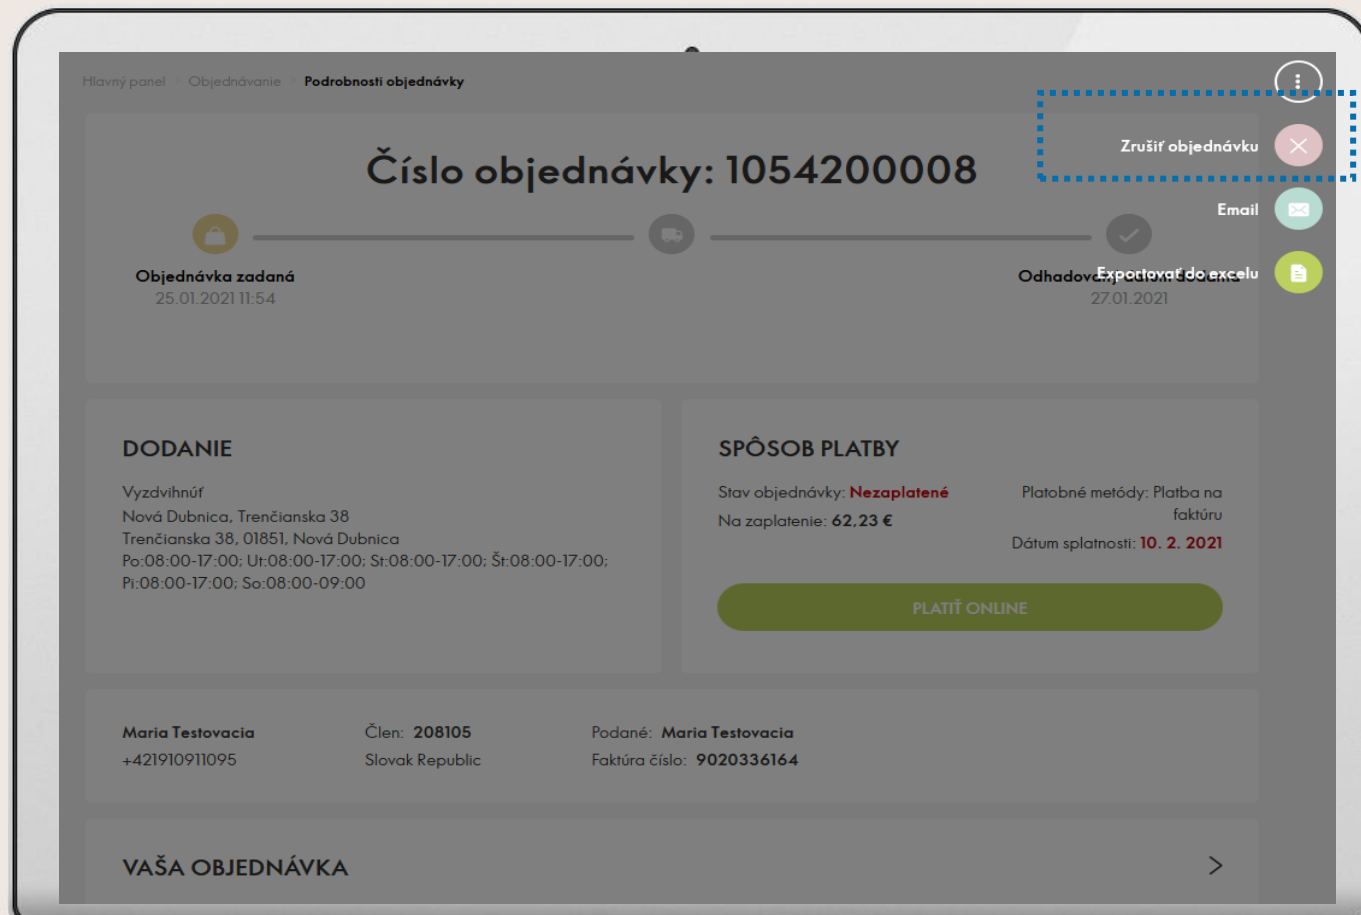 Hlavný panel Objednávanie Podrobnosti objednávky
Zrušiť objednávku
Číslo objednávky: 1054200008
Email
Exportovať do excelu
Objednávka zadaná
25.01.2021 11:54
Odhadovaný dátum dodania
27.01.2021
DODANIE
Vyzdvihnúť
Nová Dubnica, Trenčianska 38
Trenčianska 38, 01851, Nová Dubnica
Po:08:00-17:00; Ut:08:00-17:00; St:08:00-17:00; Št:08:00-17:00;
Pi:08:00-17:00; So:08:00-09:00
SPÔSOB PLATBY
Stav objednávky: Nezaplatené
Na zaplatenie: 62,23 €
Platobné metódy: Platba na
faktúru
Dátum splatnosti: 10. 2. 2021
PLATIŤ ONLINE
Maria Testovacia
+421910911095
Člen: 208105
Slovak Republic
Podané: Maria Testovacia
Faktúra číslo: 9020336164
VAŠA OBJEDNÁVKA